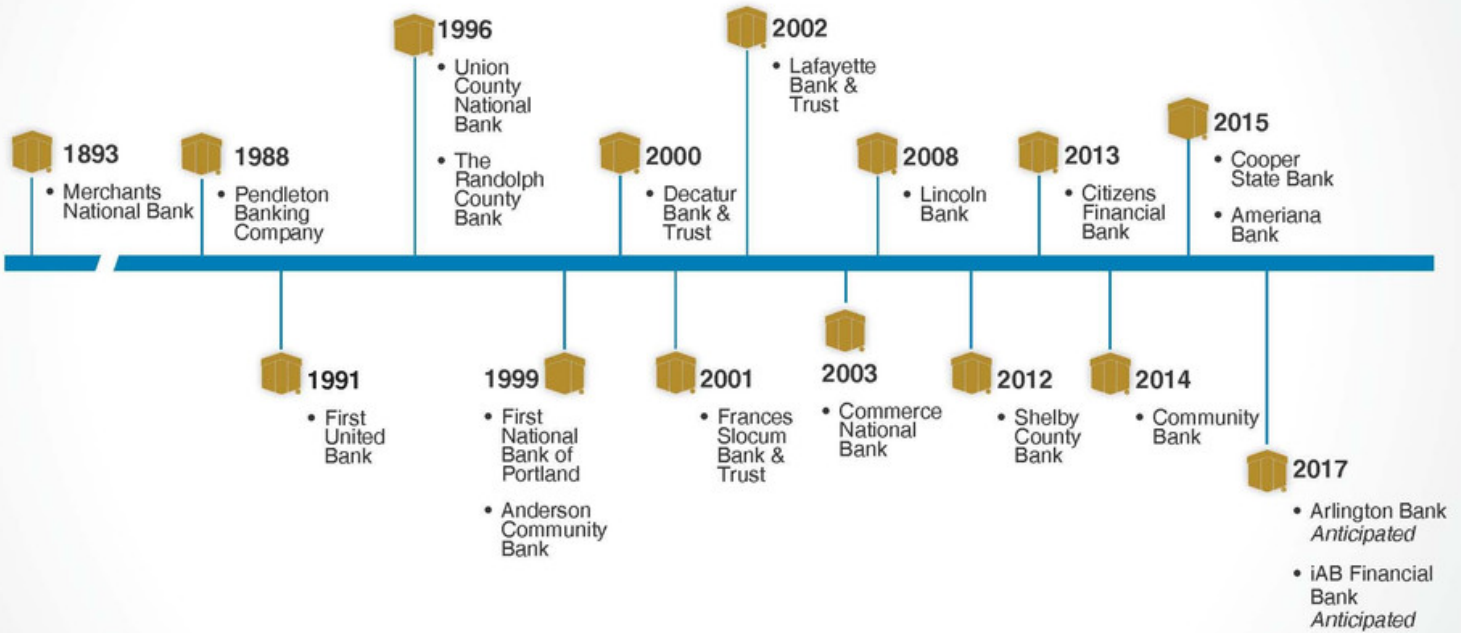 1893
• Merchants
National Bank
1988
• Pendleton
Banking
Company
1991
• First
United
Bank
1996
• Union
County
National
Bank
• The
Randolph
County
Bank
1999
• First
National
Bank of
Portland
• Anderson
Community
Bank
2000
• Decatur
Bank &
Trust
2001
• Frances
Slocum
Bank &
Trust
2002
• Lafayette
Bank &
Trust
2003
• Commerce
National
Bank
2008
• Lincoln
Bank
2012
• Shelby
County
Bank
2013
• Citizens
Financial
Bank
2014
• Community
Bank
2015
• Cooper
State Bank
• Ameriana
Bank
2017
• Arlington Bank
Anticipated
• iAB Financial
Bank
Anticipated